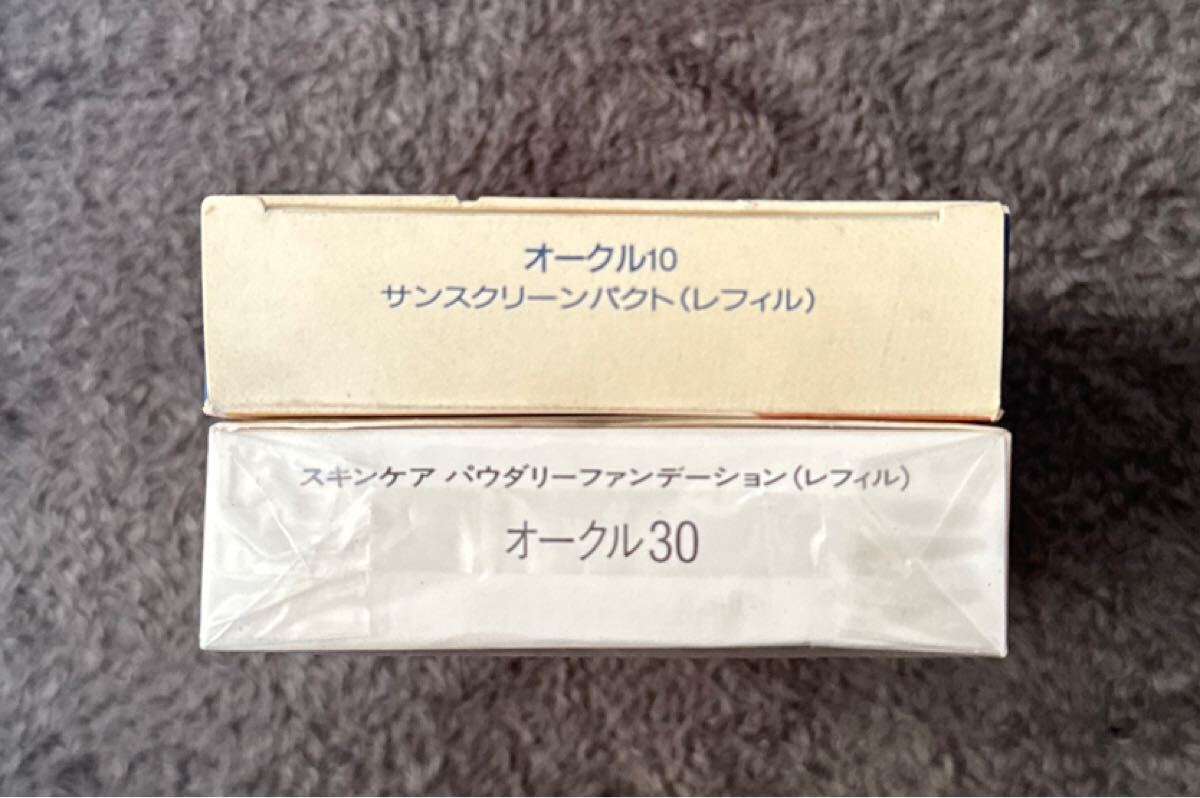 オークル10
サンスクリーンパクト(レフィル)
スキンケア パウダリーファンデーション(レフィル)
オークル30